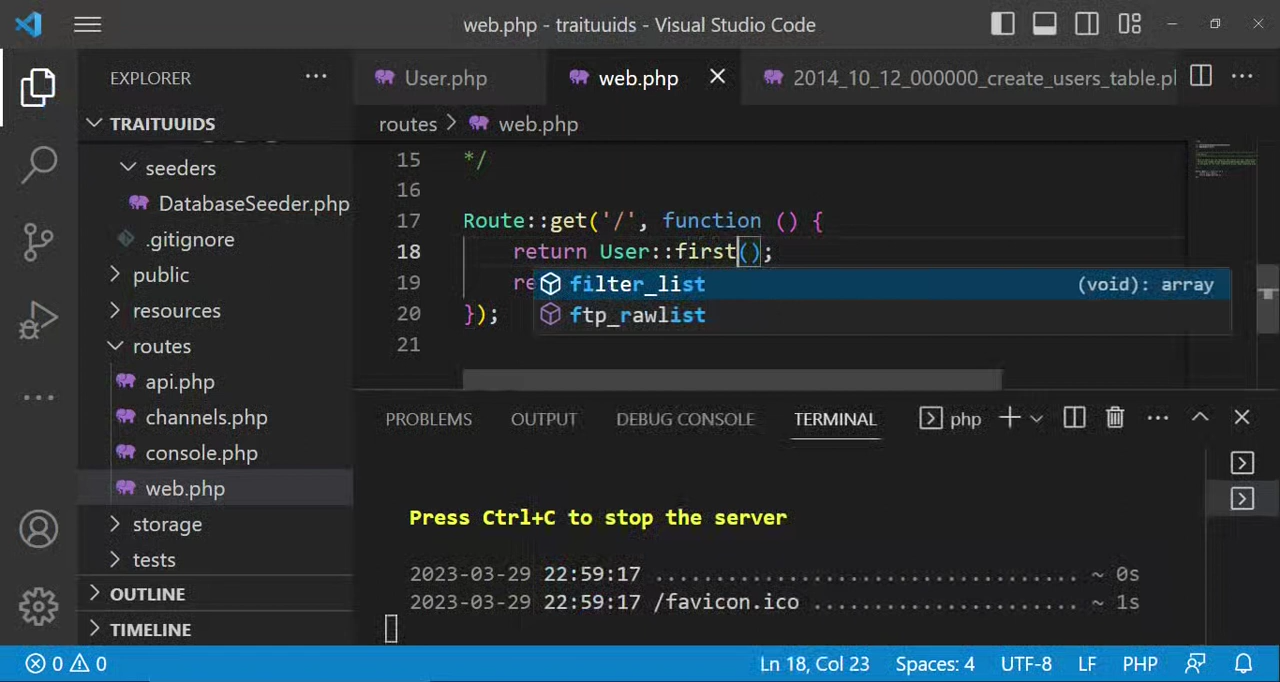 web.php - traituuids - Visual Studio Code
EXPLORER
User.php
web.php
2014_10_12_000000_create_users_table.pl
TRAITUUIDS
routes > web.php
seeders
DatabaseSeeder.php
.gitignore
public
resources
routes
api.php
channels.php
console.php
web.php
storage
tests
OUTLINE
TIMELINE
15 */
16
17 Route::get('/', function () {
18 return User::first();
19 re
20 });
21
filter_list (void): array
ftp_rawlist
PROBLEMS OUTPUT DEBUG CONSOLE TERMINAL php
Press Ctrl+C to stop the server
2023-03-29 22:59:17 ................................... ~ 0s
2023-03-29 22:59:17 /favicon.ico ...................... ~ 1s
0 0 Ln 18, Col 23 Spaces: 4 UTF-8 LF PHP